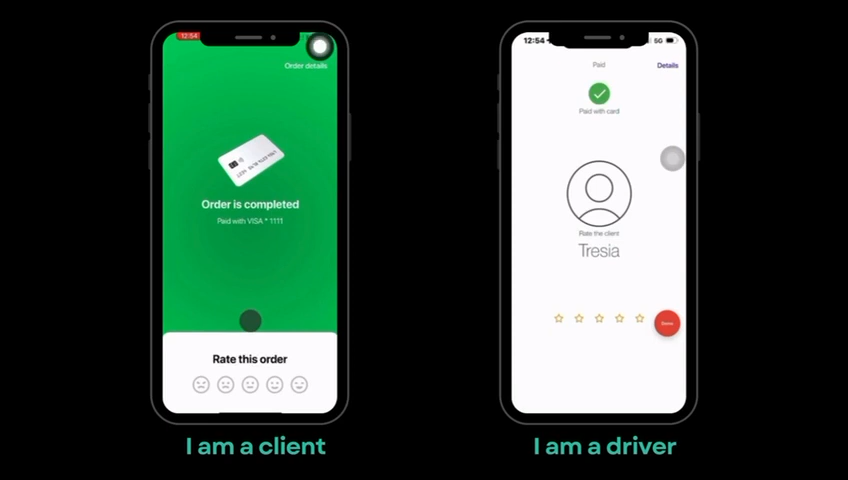 12:54
Order details
Order is completed
Paid with VISA * 1111
Rate this order
I am a client
12:54
5G
Paid
Details
Paid with card
Rate the client
Tresia
I am a driver